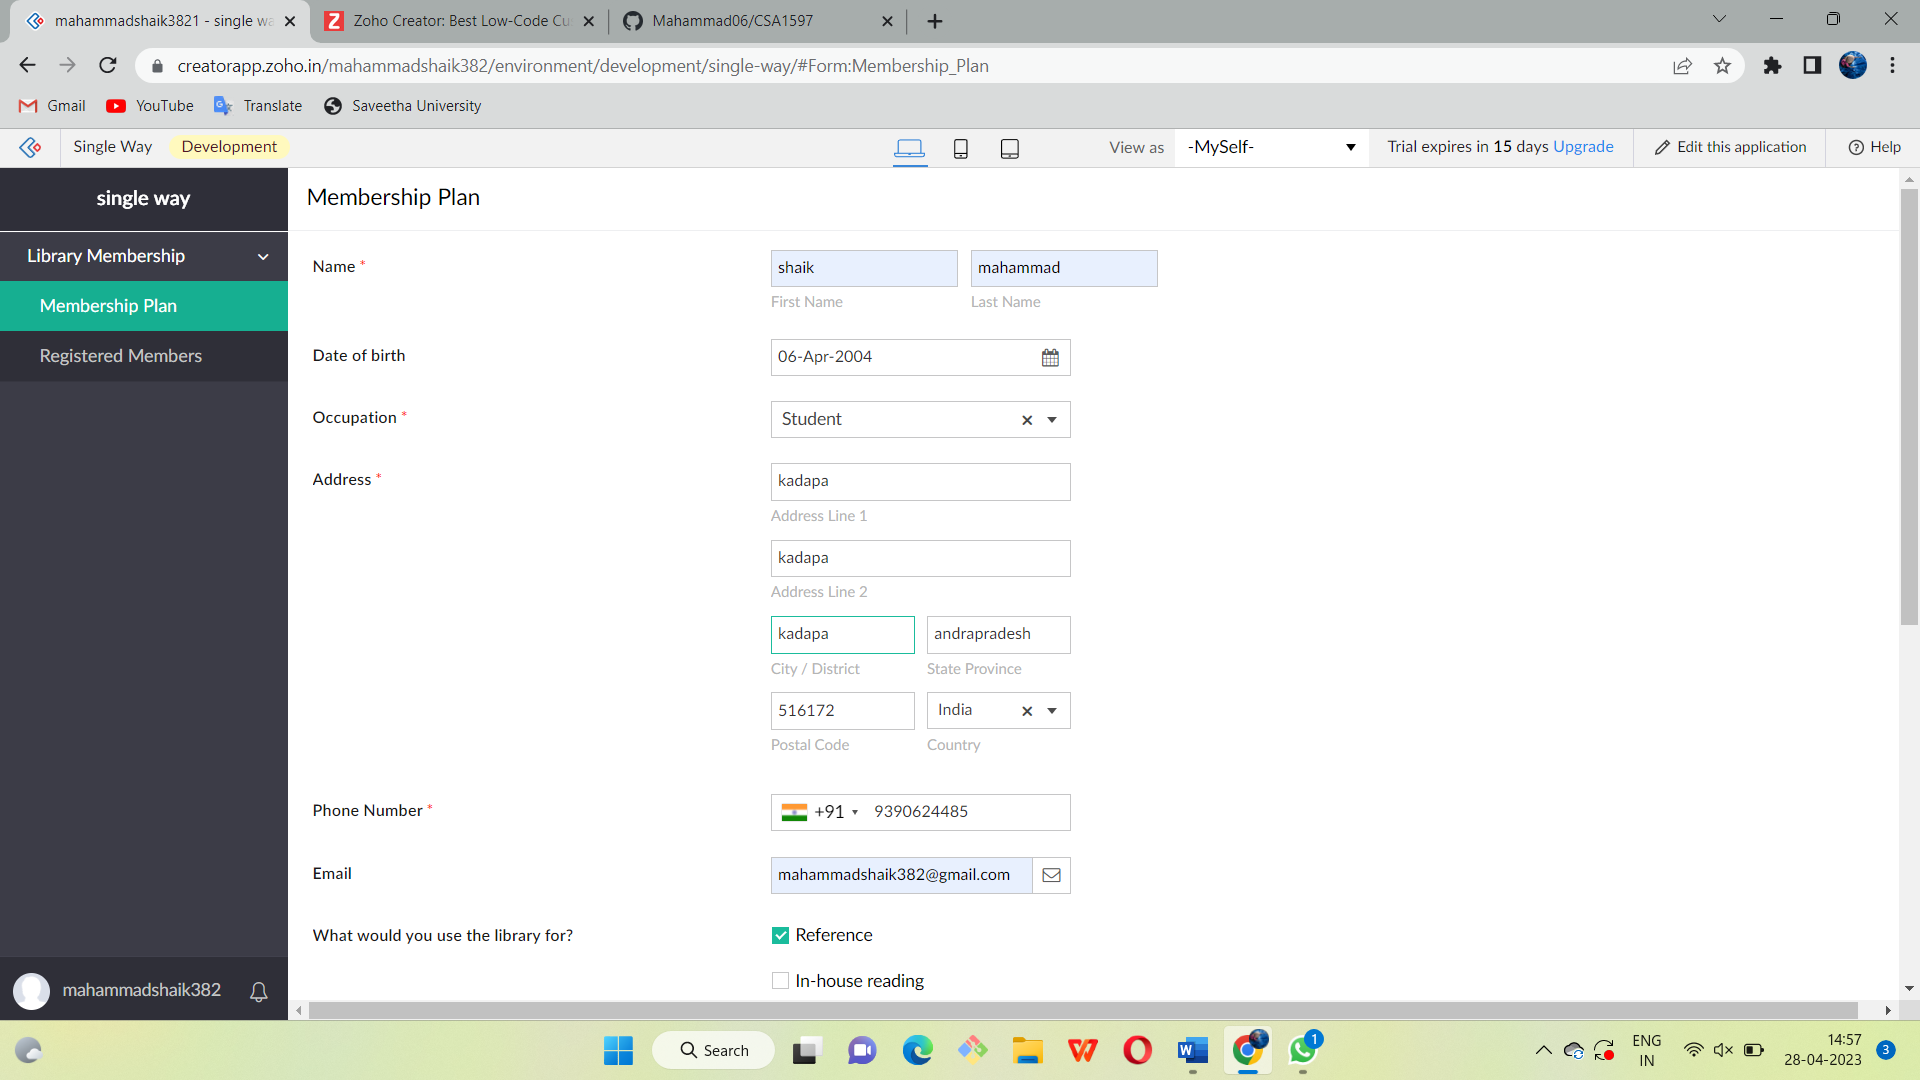 mahammadshaik3821 - single wa
Zoho Creator: Best Low-Code Cu
Mahammad06/CSA1597
creatorapp.zoho.in/mahammadshaik382/environment/development/single-way/#Form:Membership_Plan
Gmail YouTube Translate Saveetha University
Single Way Development View as -MySelf- Trial expires in 15 days Upgrade Edit this application Help
single way
Membership Plan
Library Membership
Membership Plan
Registered Members
Name * shaik mahammad
First Name Last Name
Date of birth 06-Apr-2004
Occupation * Student
Address * kadapa
Address Line 1
kadapa
Address Line 2
kadapa andrapradesh
City / District State Province
516172 India
Postal Code Country
Phone Number * +91 9390624485
Email mahammadshaik382@gmail.com
What would you use the library for? Reference
In-house reading
mahammadshaik382
Search
1
ENG
IN
14:57
28-04-2023
3